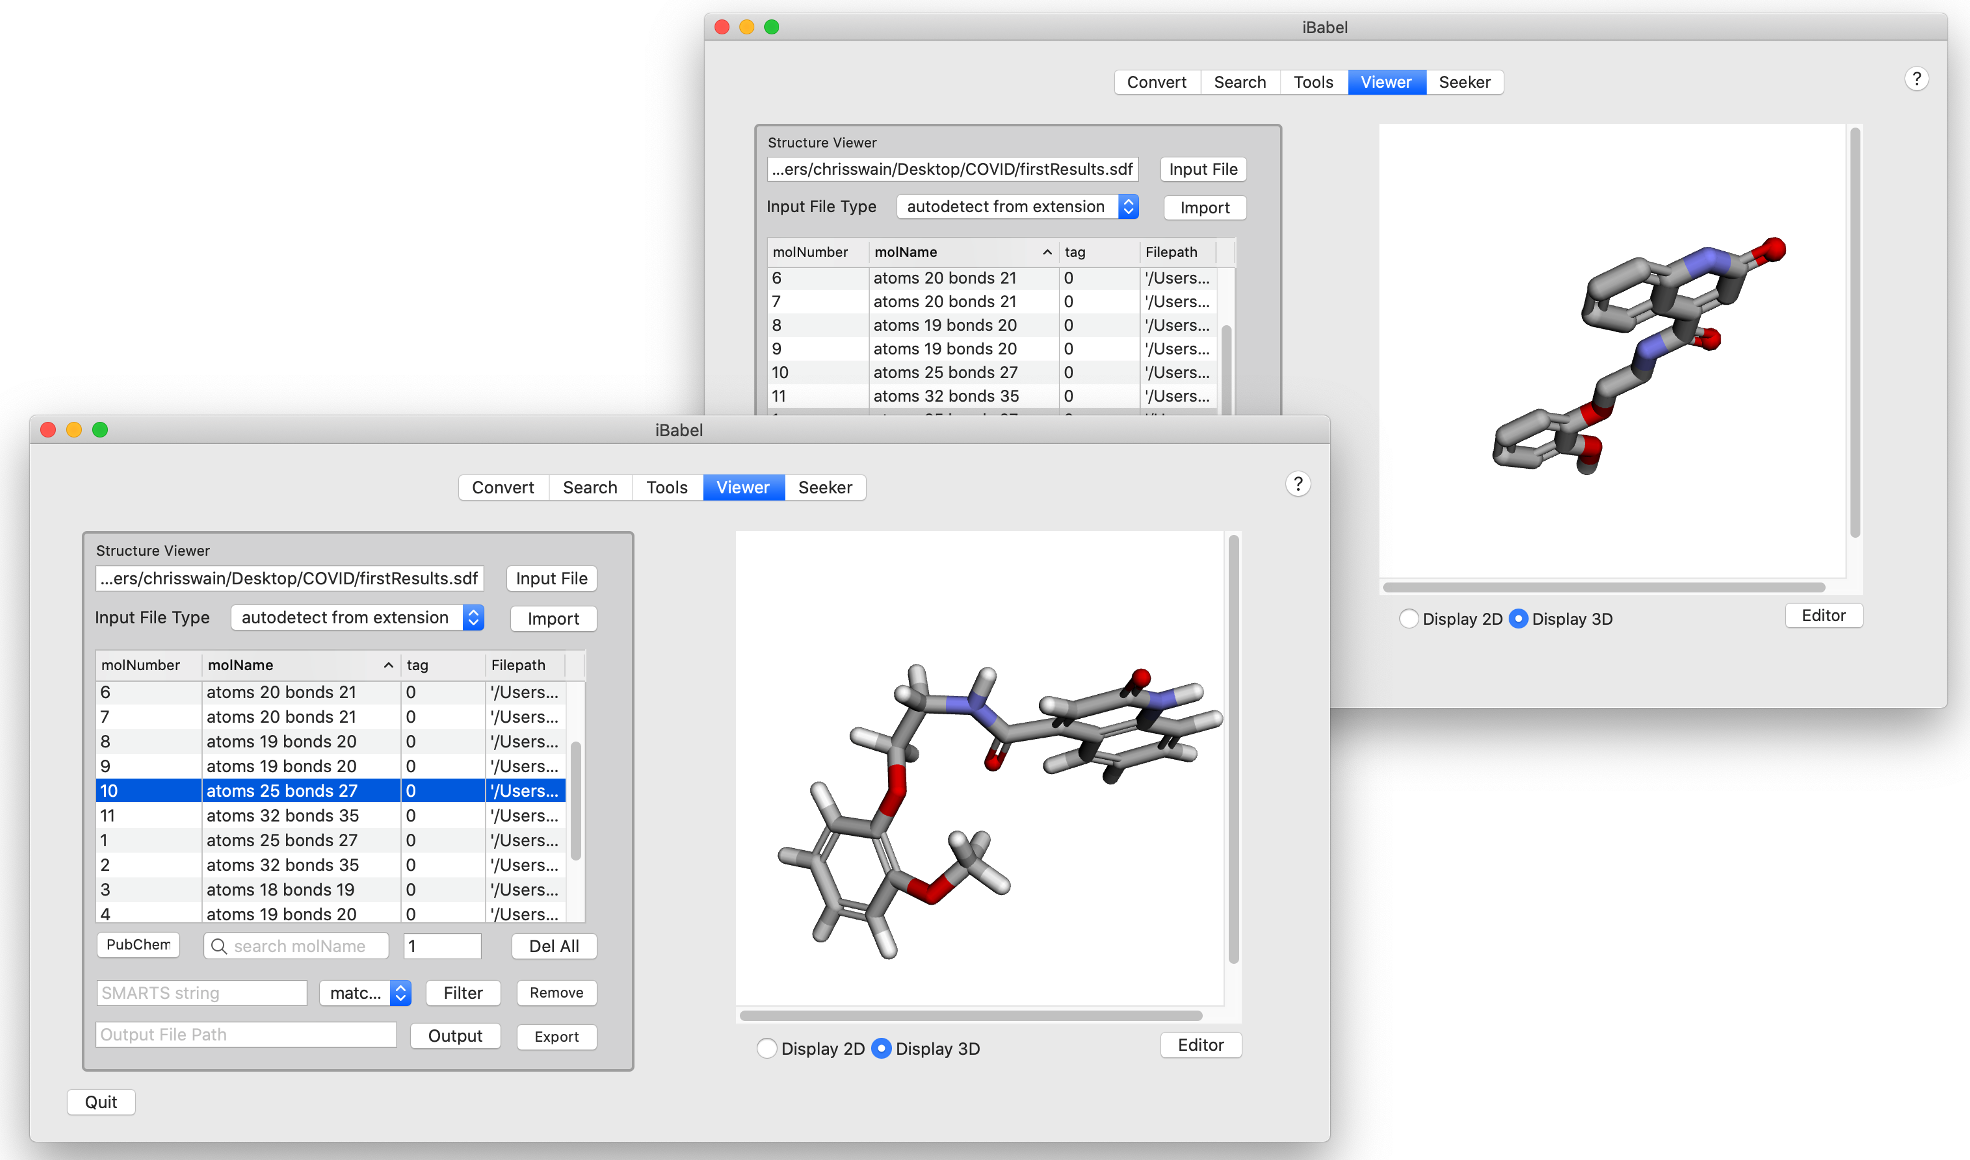 iBabel
Convert Search Tools Viewer Seeker
?
Structure Viewer
...ers/chrisswain/Desktop/COVID/firstResults.sdf Input File
Input File Type autodetect from extension Import
molNumber molName tag Filepath
6 atoms 20 bonds 21 0 '/Users...
7 atoms 20 bonds 21 0 '/Users...
8 atoms 19 bonds 20 0 '/Users...
9 atoms 19 bonds 20 0 '/Users...
10 atoms 25 bonds 27 0 '/Users...
11 atoms 32 bonds 35 0 '/Users...
Display 2D Display 3D Editor
iBabel
Convert Search Tools Viewer Seeker
?
Structure Viewer
...ers/chrisswain/Desktop/COVID/firstResults.sdf Input File
Input File Type autodetect from extension Import
molNumber molName tag Filepath
6 atoms 20 bonds 21 0 '/Users...
7 atoms 20 bonds 21 0 '/Users...
8 atoms 19 bonds 20 0 '/Users...
9 atoms 19 bonds 20 0 '/Users...
10 atoms 25 bonds 27 0 '/Users...
11 atoms 32 bonds 35 0 '/Users...
1 atoms 25 bonds 27 0 '/Users...
2 atoms 32 bonds 35 0 '/Users...
3 atoms 18 bonds 19 0 '/Users...
4 atoms 19 bonds 20 0 '/Users...
PubChem search molName 1 Del All
SMARTS string matc... Filter Remove
Output File Path Output Export
Display 2D Display 3D Editor
Quit